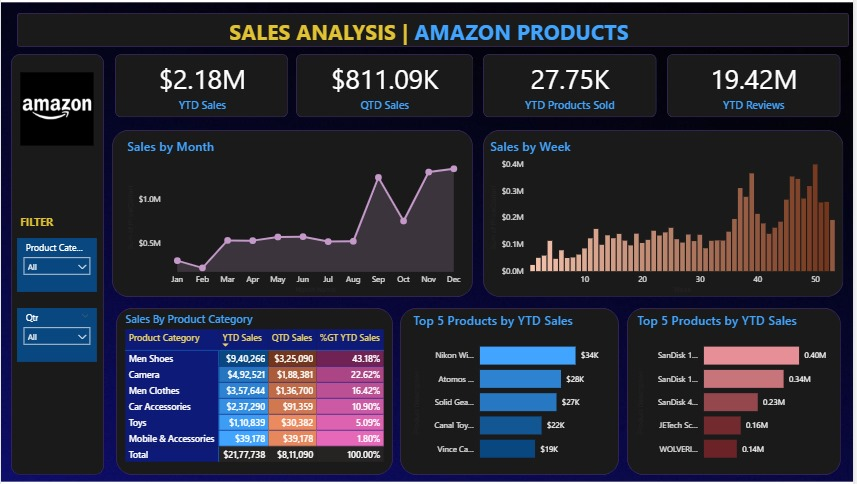 SALES ANALYSIS | AMAZON PRODUCTS
amazon
$2.18M
YTD Sales
$811.09K
QTD Sales
27.75K
YTD Products Sold
19.42M
YTD Reviews
FILTER
Product Cate...
All
Qtr
All
Sales by Month
$1.0M
$0.5M
Jan Feb Mar Apr May Jun Jul Aug Sep Oct Nov Dec
Sales by Week
$0.4M
$0.3M
$0.2M
$0.1M
$0.0M
10 20 30 40 50
Sales By Product Category
Product Category YTD Sales QTD Sales %GT YTD Sales
Men Shoes $9,40,266 $3,25,090 43.18%
Camera $4,92,521 $1,88,381 22.62%
Men Clothes $3,57,644 $1,36,700 16.42%
Car Accessories $2,37,290 $91,359 10.90%
Toys $1,10,839 $30,382 5.09%
Mobile & Accessories $39,178 $39,178 1.80%
Total $21,77,738 $8,11,090 100.00%
Top 5 Products by YTD Sales
Nikon Wi... $34K
Atomos ... $28K
Solid Gea... $27K
Canal Toy... $22K
Vince Ca... $19K
Top 5 Products by YTD Sales
SanDisk 1... 0.40M
SanDisk 1... 0.34M
SanDisk 4... 0.23M
JETech Sc... 0.16M
WOLVERI... 0.14M